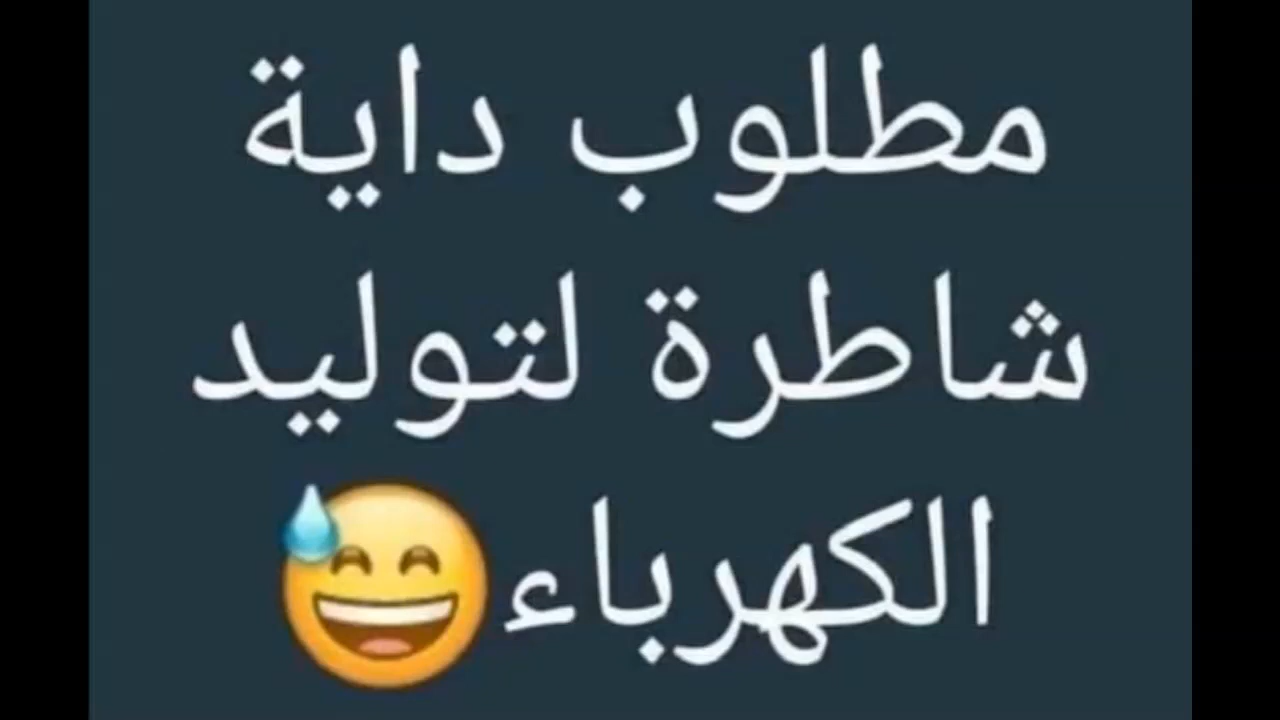 مطلوب داية
شاطرة لتوليد
الكهرباء😅